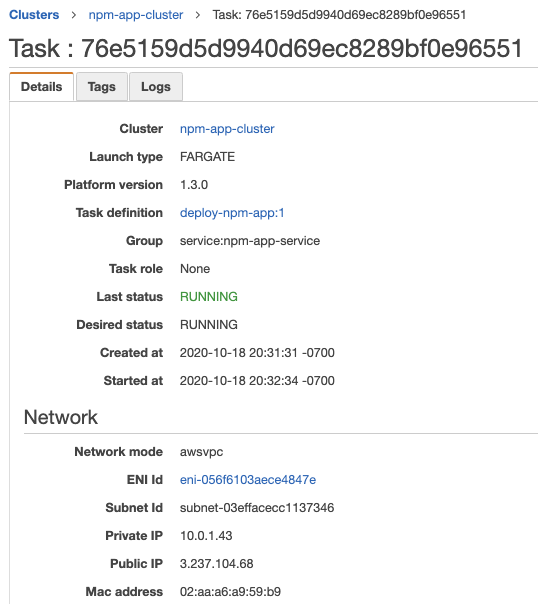 Clusters > npm-app-cluster > Task: 76e5159d5d9940d69ec8289bf0e96551
Task : 76e5159d5d9940d69ec8289bf0e96551
Details Tags Logs
Cluster npm-app-cluster
Launch type FARGATE
Platform version 1.3.0
Task definition deploy-npm-app:1
Group service:npm-app-service
Task role None
Last status RUNNING
Desired status RUNNING
Created at 2020-10-18 20:31:31 -0700
Started at 2020-10-18 20:32:34 -0700
Network
Network mode awsvpc
ENI Id eni-056f6103aece4847e
Subnet Id subnet-03effacecc1137346
Private IP 10.0.1.43
Public IP 3.237.104.68
Mac address 02:aa:a6:a9:59:b9